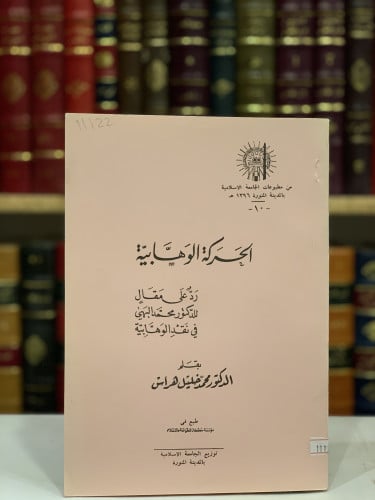 ١١١٢٢
من مطبوعات الجامعة الإسلامية
بالمدينة المنورة ١٣٩٦ هـ
-١٠-
الحركة الوهابية
رد على مقال
للدكتور محمد البهي
في نقد الوهابية
بقلم
الدكتور محمد خليل هراس
طبع في
توزيع الجامعة الإسلامية
بالمدينة المنورة